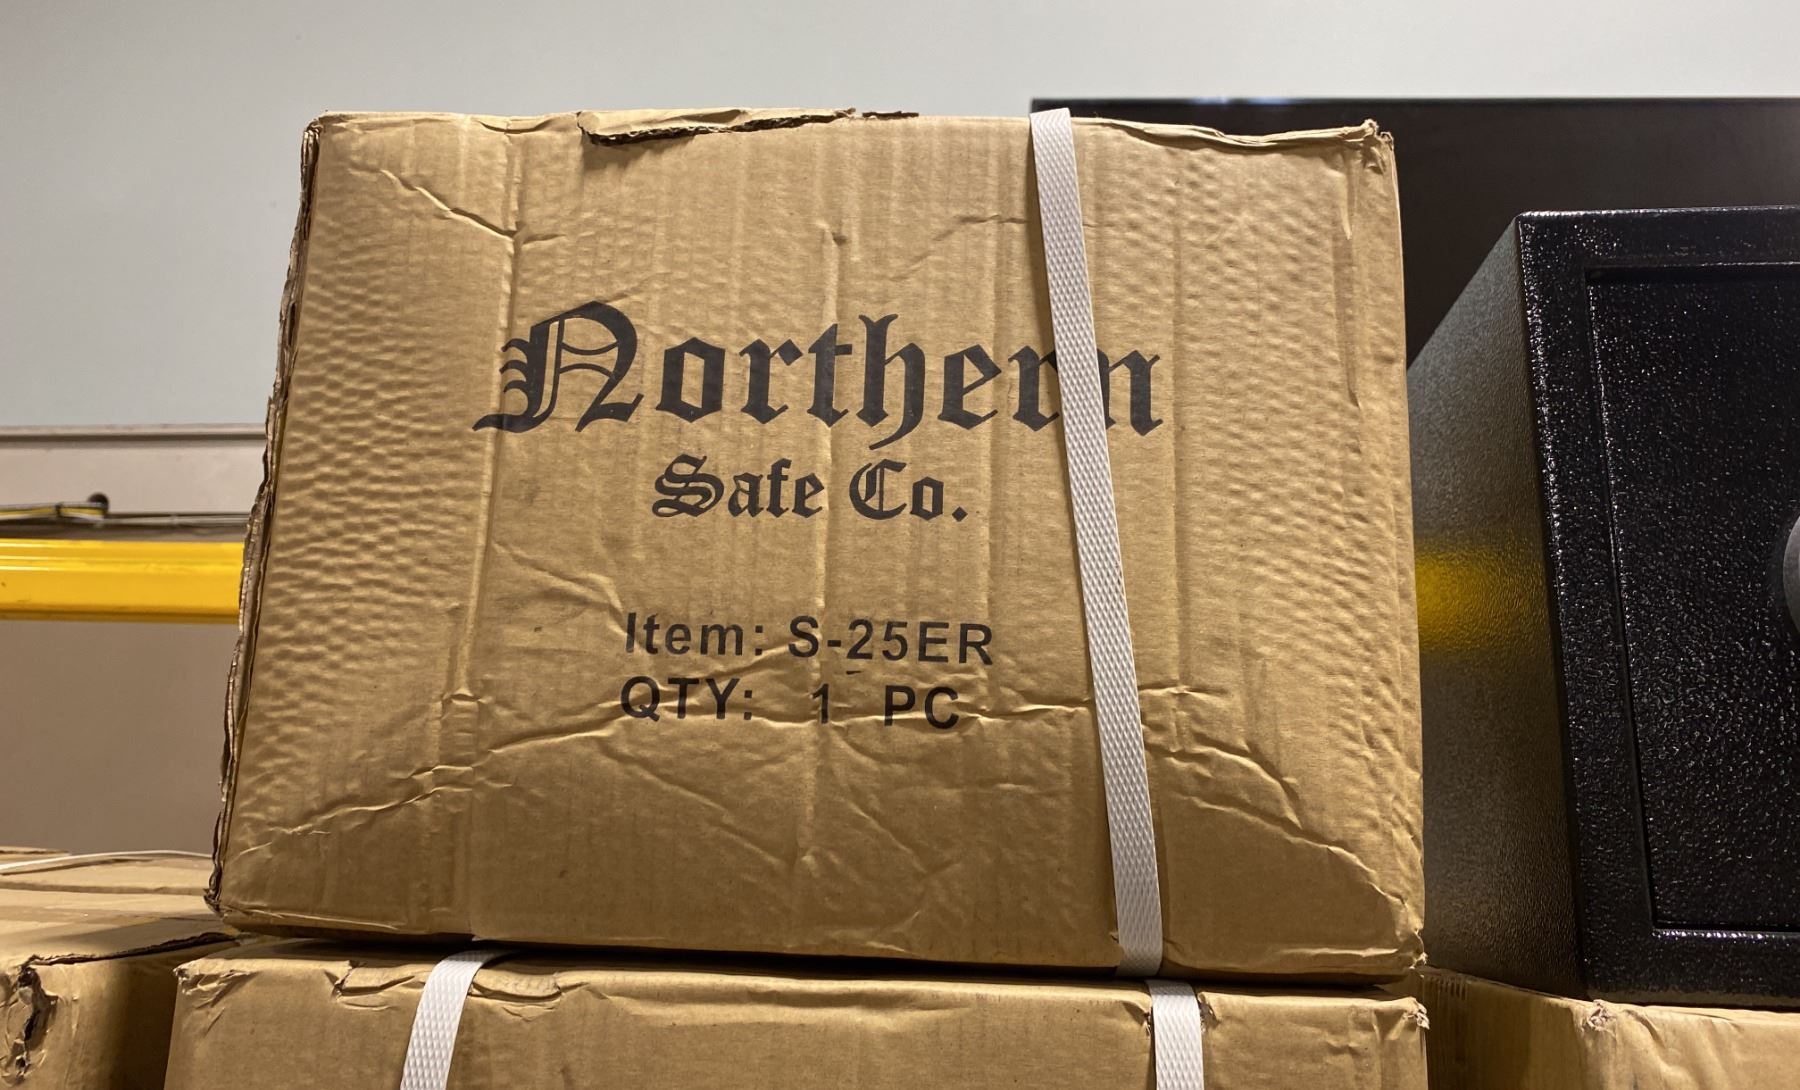 Northern
Safe Co.
Item: S-25ER
QTY: 1 PC